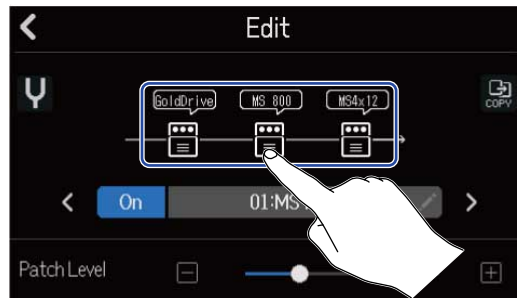 Edit
GoldDrive MS 800 MS4x12
COPY
On 01:MS
Patch Level